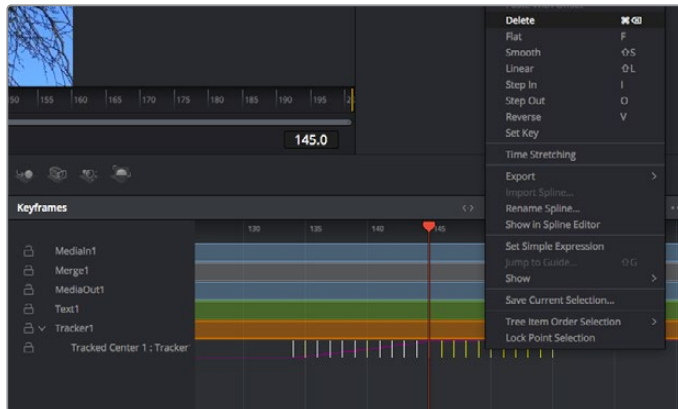 Delete ⌘⌫
Flat F
Smooth ⇧S
Linear ⇧L
Step In I
Step Out O
Reverse V
Set Key
Time Stretching
Export >
Import Spline...
Rename Spline...
Show in Spline Editor
Set Simple Expression
Jump to Guide... ⇧G
Show >
Save Current Selection...
Tree Item Order Selection >
Lock Point Selection
155 160 165 170 175 180 185 190 195
145.0
Keyframes
130 135 140 145
MediaIn1
Merge1
MediaOut1
Text1
Tracker1
Tracked Center 1 : Tracker